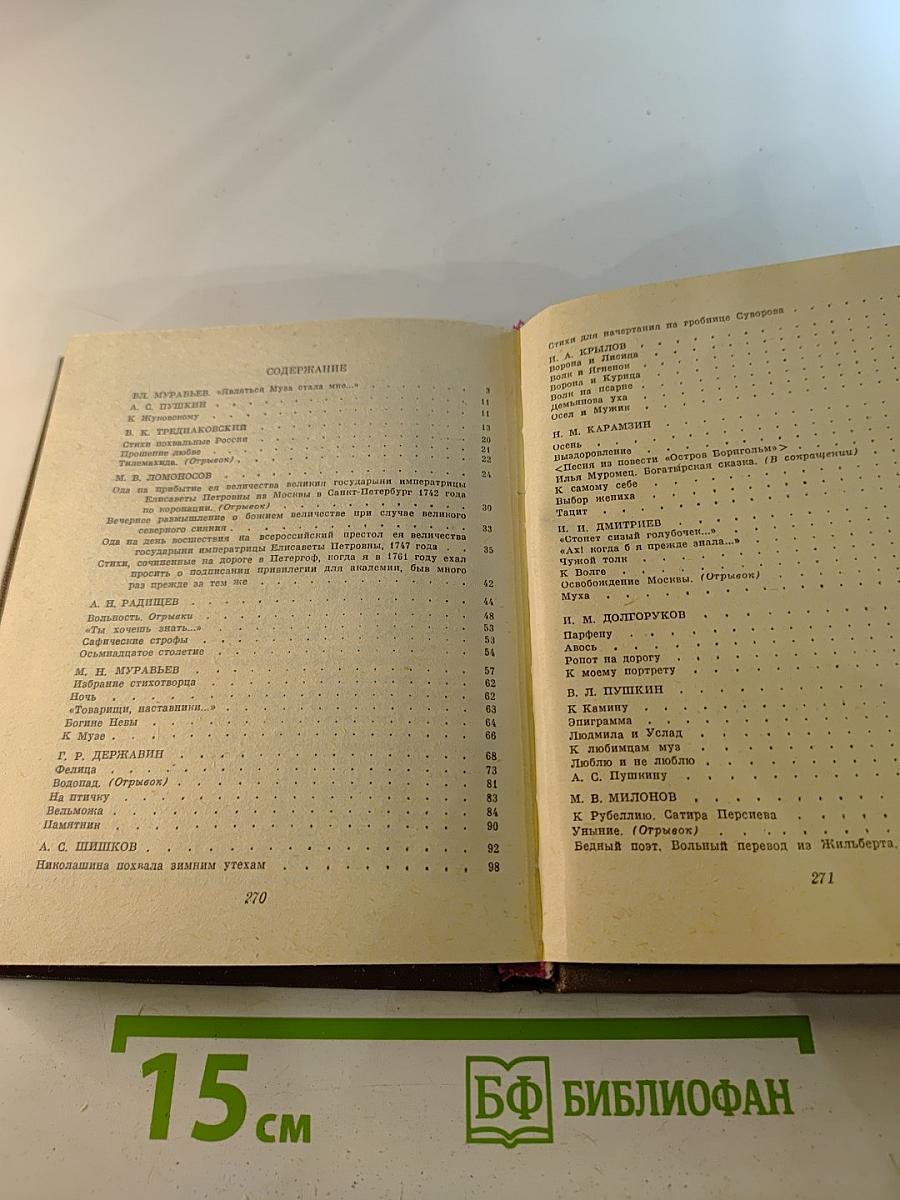 СОДЕРЖАНИЕ
ВЛ. МУРАВЬЕВ. «Являться Муза стала мне...» 3
А. С. ПУШКИН 11
К Жуковскому 11
В. К. ТРЕДИАКОВСКИЙ 13
Стихи похвальные России 20
Прошение любве 21
Тилемахида. (Отрывок) 22
М. В. ЛОМОНОСОВ 24
Ода на прибытие ея величества великия государыни императрицы
Елисаветы Петровны из Москвы в Санкт-Петербург 1742 года
по коронации. (Отрывок) 30
Вечернее размышление о божием величестве при случае великого
северного сияния 33
Ода на день восшествия на всероссийский престол ея величества
государыни императрицы Елисаветы Петровны, 1747 года 35
Стихи, сочиненные на дороге в Петергоф, когда я в 1761 году ехал
просить о подписании привилегии для академии, быв много
раз прежде за тем же 42
А. Н. РАДИЩЕВ 44
Вольность. Отрывки 48
«Ты хочешь знать...» 53
Сафические строфы 53
Осьмнадцатое столетие 54
М. Н. МУРАВЬЕВ 57
Избрание стихотворца 62
Ночь 62
«Товарищи, наставники...» 63
Богине Невы 64
К Музе 66
Г. Р. ДЕРЖАВИН 68
Фелица 73
Водопад. (Отрывок) 81
На птичку 83
Вельможа 84
Памятник 90
А. С. ШИШКОВ 92
Николашина похвала зимним утехам 98
270
Стихи для начертания на гробнице Суворова
И. А. КРЫЛОВ
Ворона и Лисица
Волк и Ягненок
Ворона и Курица
Волк на псарне
Демьянова уха
Осел и Мужик
Н. М. КАРАМЗИН
Осень
Выздоровление
<Песня из повести «Остров Борнгольм»>
Илья Муромец. Богатырская сказка. (В сокращении)
К самому себе
Выбор жениха
Тацит
И. И. ДМИТРИЕВ
«Стонет сизый голубочек...»
«Ах! когда б я прежде знала...»
Чужой толк
К Волге
Освобождение Москвы. (Отрывок)
Муха
И. М. ДОЛГОРУКОВ
Парфену
Авось
Ропот на дорогу
К моему портрету
В. Л. ПУШКИН
К Камину
Эпиграмма
Людмила и Услад
К любимцам муз
Люблю и не люблю
А. С. Пушкину
М. В. МИЛОНОВ
К Рубеллию. Сатира Персиева
Уныние. (Отрывок)
Бедный поэт. Вольный перевод из Жильберта.
271
15 см
БФ БИБЛИОФАН